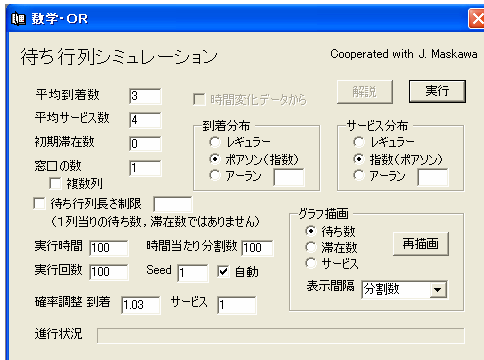 数学・OR
待ち行列シミュレーション
Cooperated with J. Maskawa
平均到着数 3
時間変化データから
解説
実行
平均サービス数 4
初期滞在数 0
窓口の数 1
複数列
到着分布
レギュラー
ポアソン(指数)
アーラン
サービス分布
レギュラー
指数(ポアソン)
アーラン
待ち行列長さ制限
(1列当りの待ち数,滞在数ではありません)
実行時間 100 時間当たり分割数 100
実行回数 100 Seed 1 自動
確率調整 到着 1.03 サービス 1
グラフ描画
待ち数
滞在数
サービス
再描画
表示間隔 分割数
進行状況